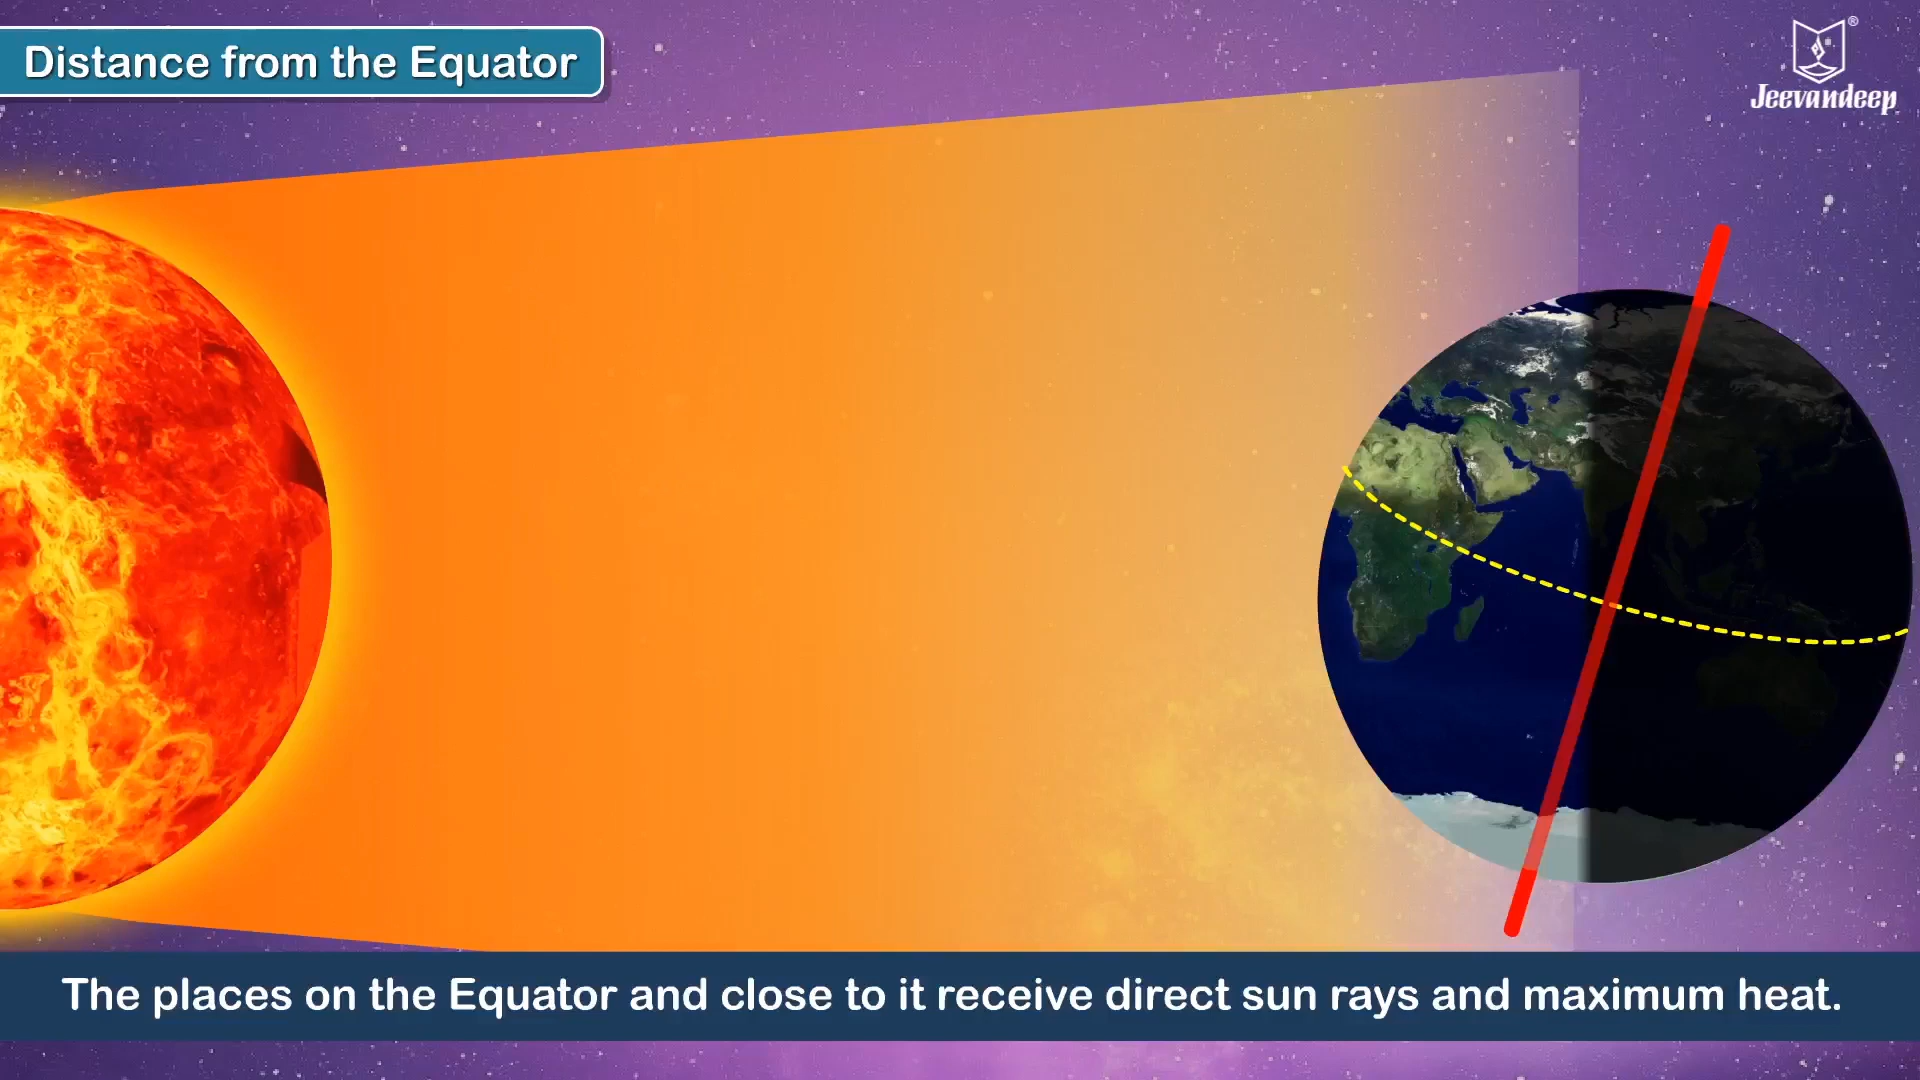 Distance from the Equator
®
Jeevandeep
The places on the Equator and close to it receive direct sun rays and maximum heat.